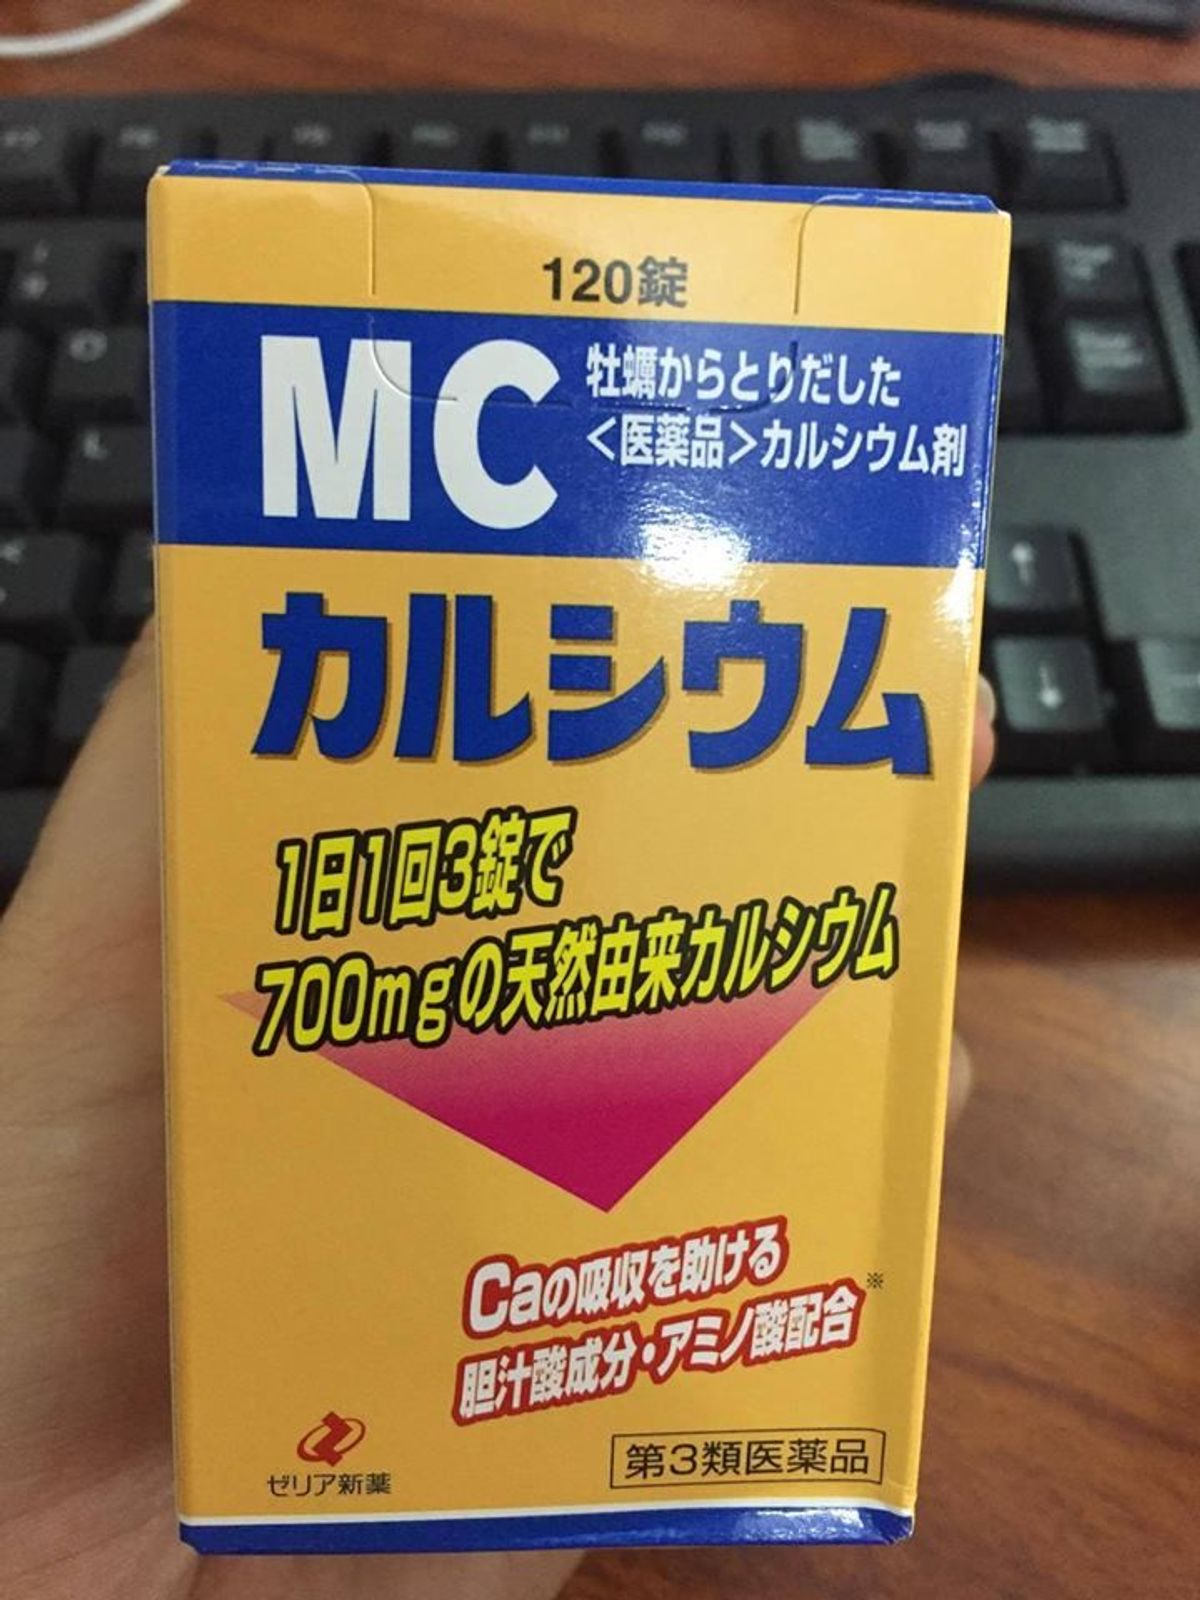 120錠
MC
牡蠣からとりだした
<医薬品>カルシウム剤
カルシウム
1日1回3錠で
700mgの天然由来カルシウム
Caの吸収を助ける
胆汁酸成分・アミノ酸配合※
ゼリア新薬
第3類医薬品